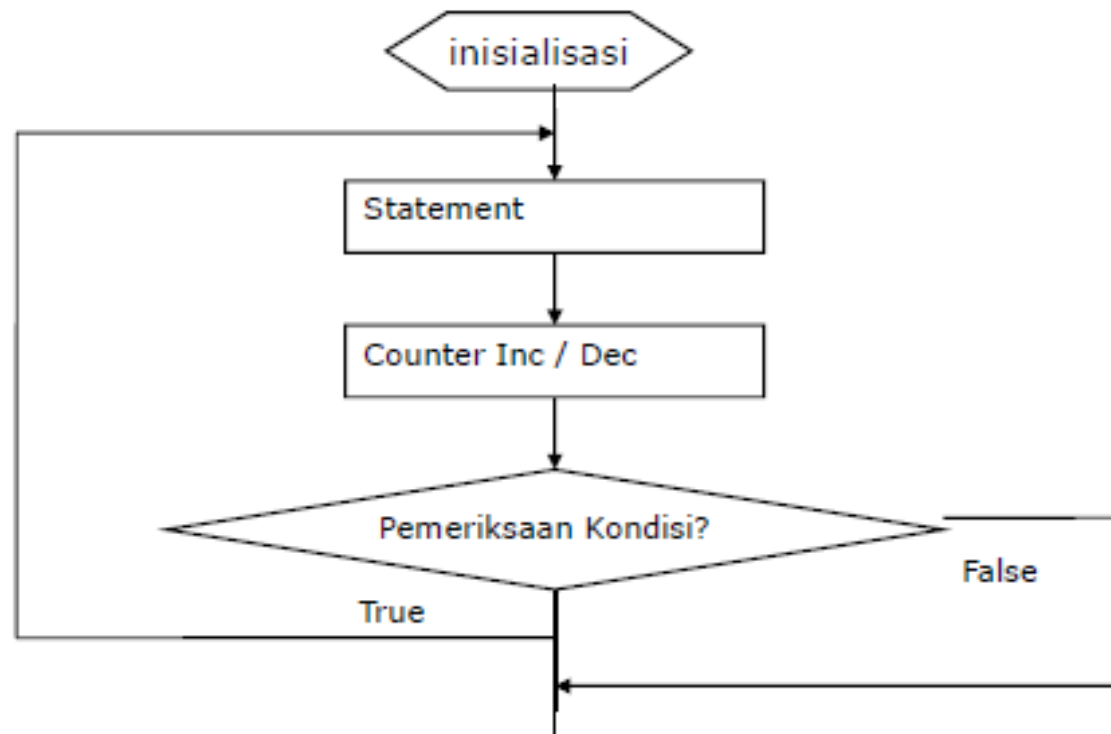 inisialisasi
Statement
Counter Inc / Dec
Pemeriksaan Kondisi?
False
True